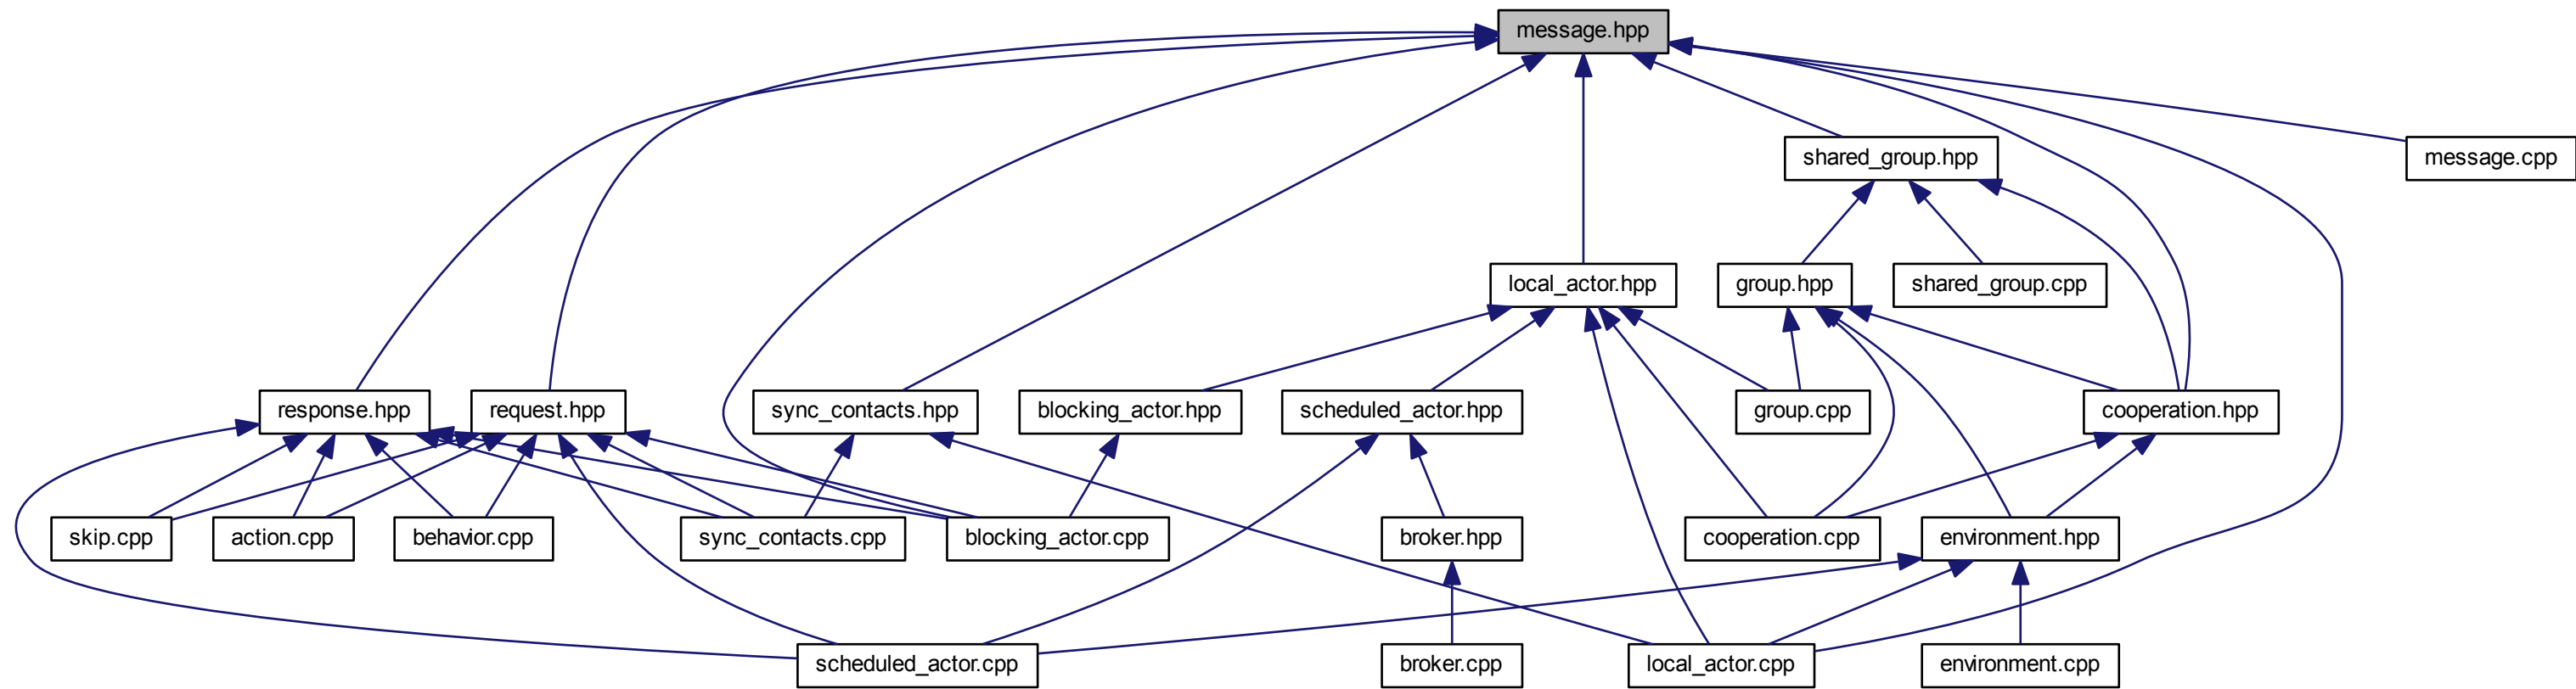 message.hpp
shared_group.hpp
message.cpp
local_actor.hpp
group.hpp
shared_group.cpp
response.hpp
request.hpp
sync_contacts.hpp
blocking_actor.hpp
scheduled_actor.hpp
group.cpp
cooperation.hpp
skip.cpp
action.cpp
behavior.cpp
sync_contacts.cpp
blocking_actor.cpp
broker.hpp
cooperation.cpp
environment.hpp
scheduled_actor.cpp
broker.cpp
local_actor.cpp
environment.cpp